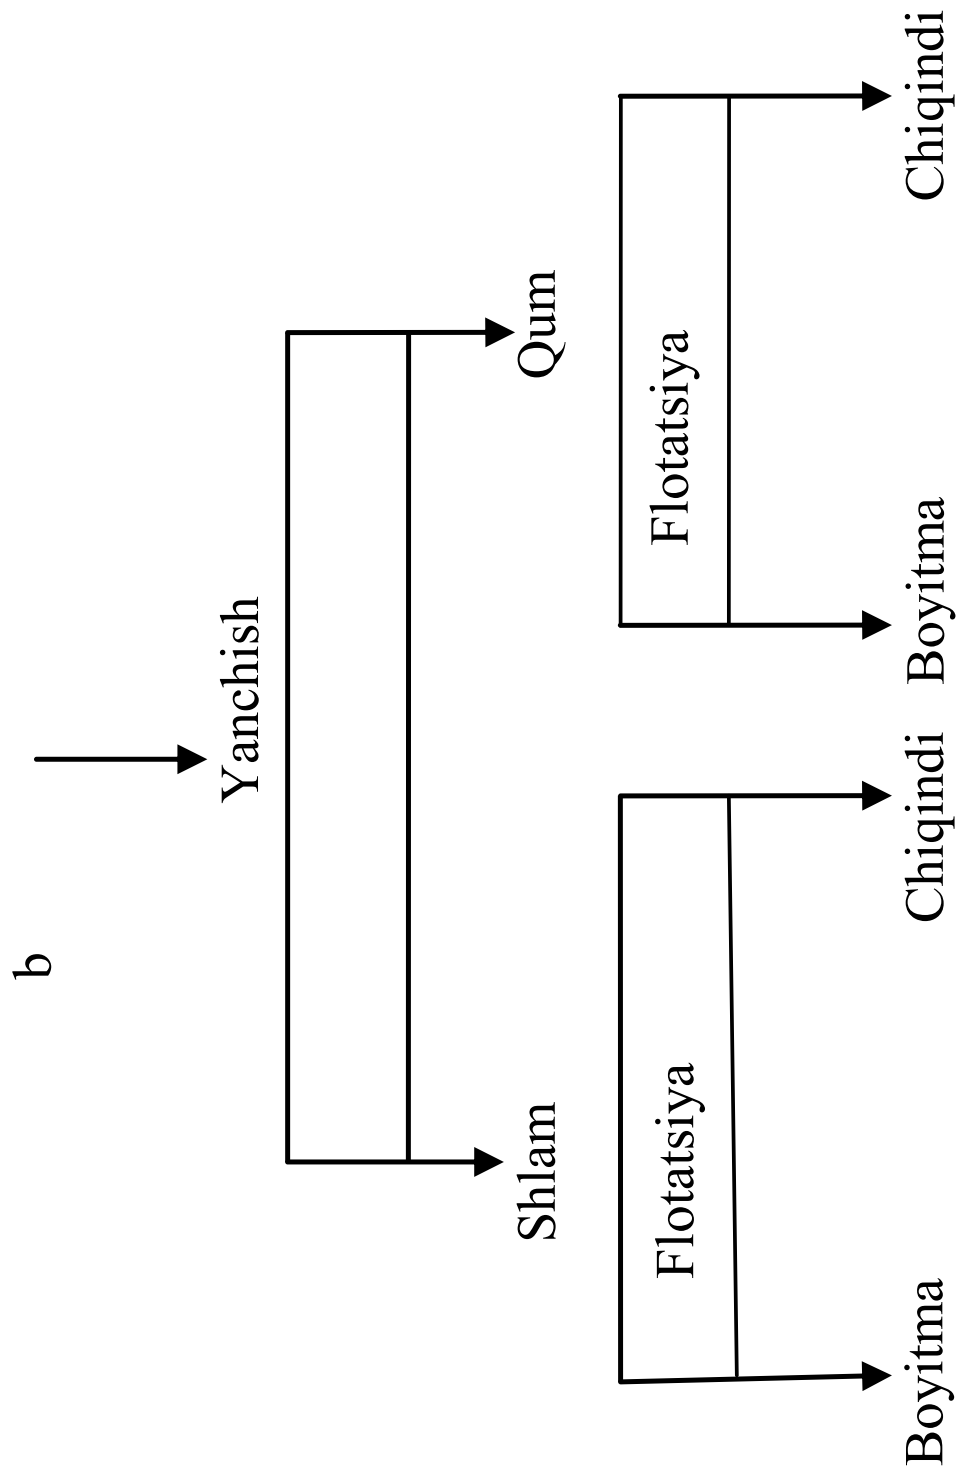 b
Yanchish
Shlam
Qum
Flotatsiya
Flotatsiya
Boyitma
Chiqindi
Boyitma
Chiqindi